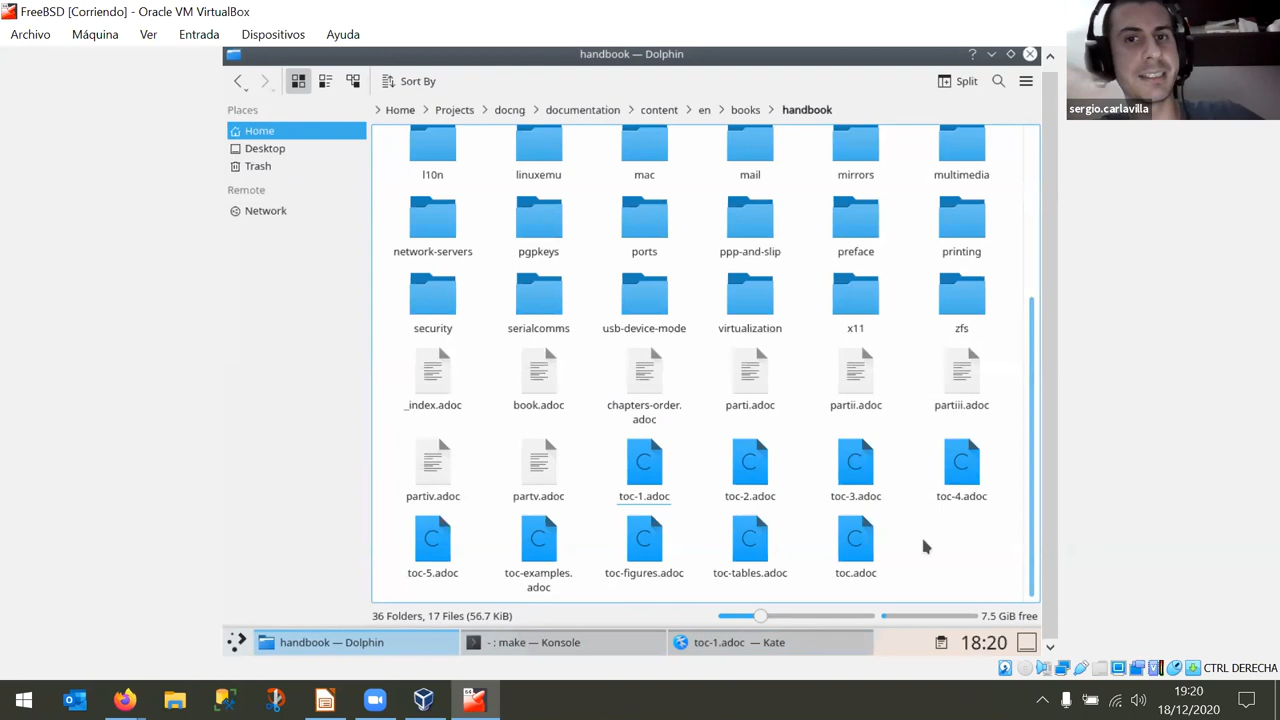 FreeBSD [Corriendo] - Oracle VM VirtualBox
Archivo Máquina Ver Entrada Dispositivos Ayuda
sergio.carlavilla
handbook — Dolphin
Sort By Split
Places
Home
Desktop
Trash
Remote
Network
Home Projects docng documentation content en books handbook
l10n linuxemu mac mail mirrors multimedia
network-servers pgpkeys ports ppp-and-slip preface printing
security serialcomms usb-device-mode virtualization x11 zfs
_index.adoc book.adoc chapters-order. parti.adoc partii.adoc partiii.adoc
adoc
partiv.adoc partv.adoc toc-1.adoc toc-2.adoc toc-3.adoc toc-4.adoc
toc-5.adoc toc-examples. toc-figures.adoc toc-tables.adoc toc.adoc
adoc
36 Folders, 17 Files (56.7 KiB) 7.5 GiB free
handbook — Dolphin - : make — Konsole toc-1.adoc — Kate 18:20
CTRL DERECHA
19:20
18/12/2020